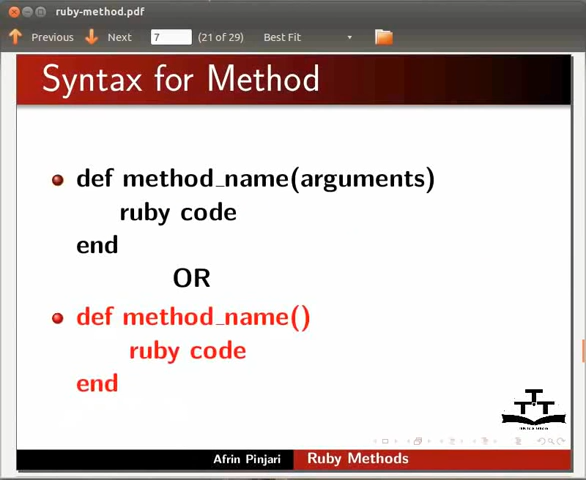 ruby-method.pdf
Previous Next 7 (21 of 29) Best Fit
Syntax for Method
def method_name(arguments)
ruby code
end
OR
def method_name()
ruby code
end
Afrin Pinjari Ruby Methods